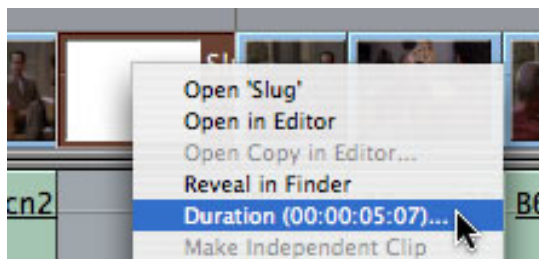 Open 'Slug'
Open in Editor
Open Copy in Editor...
Reveal in Finder
cn2
Duration (00:00:05:07)...
Make Independent Clip